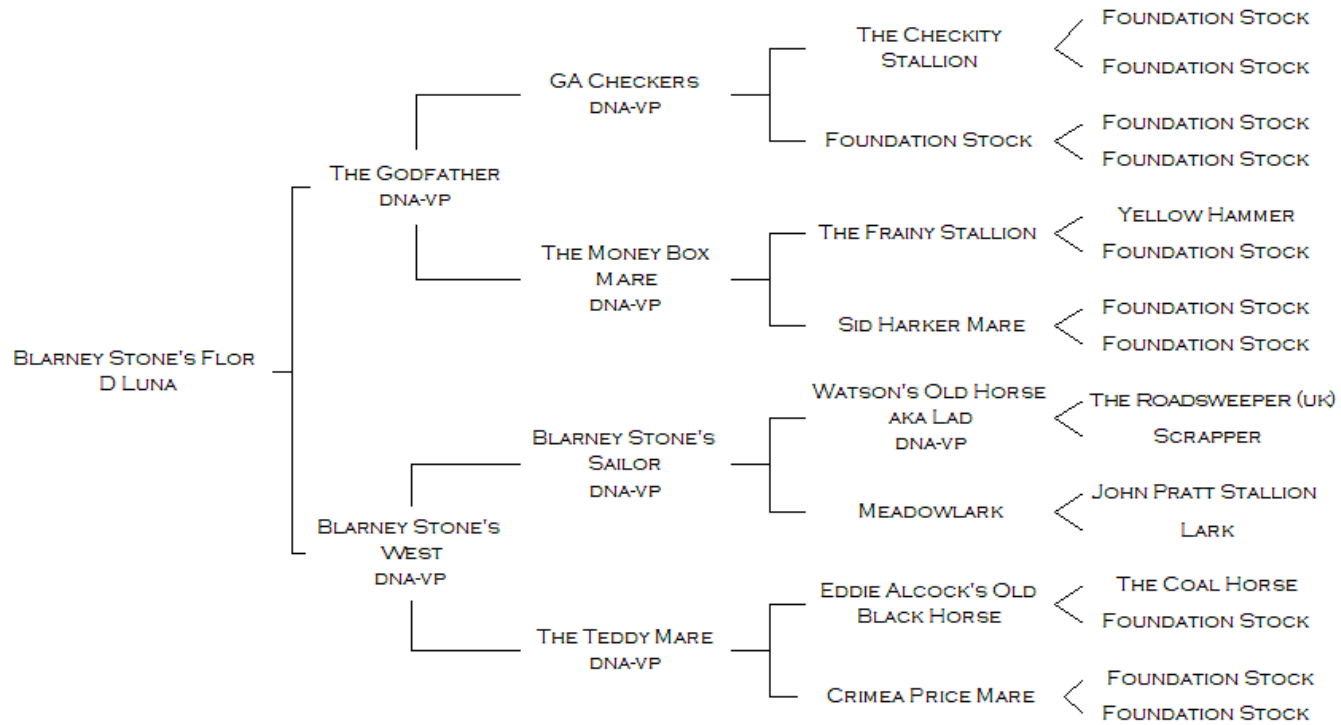 Blarney Stone's Flor
D Luna
The Godfather
DNA-VP
Blarney Stone's
West
DNA-VP
GA Checkers
DNA-VP
The Money Box
Mare
DNA-VP
Blarney Stone's
Sailor
DNA-VP
The Teddy Mare
DNA-VP
The Checkity
Stallion
Foundation Stock
The Frainy Stallion
Sid Harker Mare
Watson's Old Horse
aka Lad
DNA-VP
Meadowlark
Eddie Alcock's Old
Black Horse
Crimea Price Mare
Foundation Stock
Foundation Stock
Foundation Stock
Foundation Stock
Yellow Hammer
Foundation Stock
Foundation Stock
Foundation Stock
The Roadsweeper (UK)
Scrapper
John Pratt Stallion
Lark
The Coal Horse
Foundation Stock
Foundation Stock
Foundation Stock